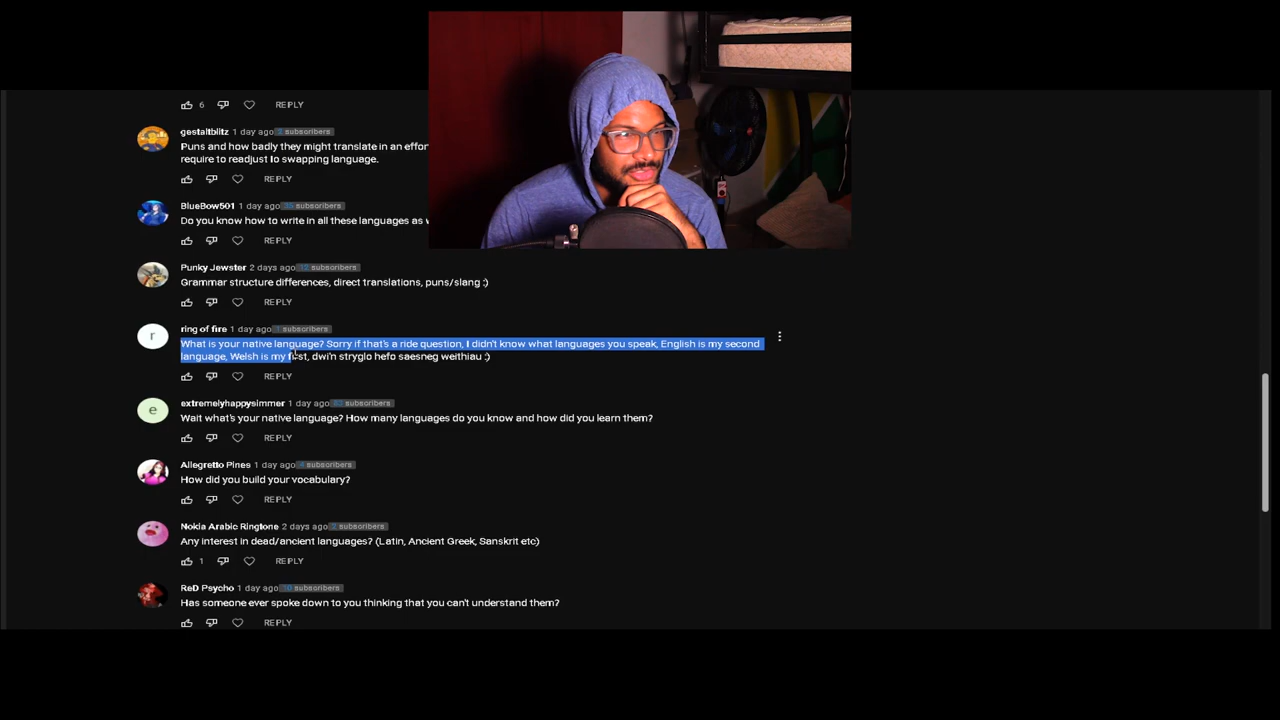 6 REPLY
gestaltblitz 1 day ago subscribers
Puns and how badly they might translate in an effor
require to readjust to swapping language.
REPLY
BlueBow501 1 day ago subscribers
Do you know how to write in all these languages as
REPLY
Punky Jewster 2 days ago 12 subscribers
Grammar structure differences, direct translations, puns/slang :)
REPLY
r ring of fire 1 day ago subscribers
What is your native language? Sorry if that's a ride question, I didn't know what languages you speak, English is my second
language, Welsh is my first, dwi'n stryglo hefo saesneg weithiau :)
REPLY
e extremelyhappysimmer 1 day ago subscribers
Wait what's your native language? How many languages do you know and how did you learn them?
REPLY
Allegretto Pines 1 day ago 4 subscribers
How did you build your vocabulary?
REPLY
Nokia Arabic Ringtone 2 days ago subscribers
Any interest in dead/ancient languages? (Latin, Ancient Greek, Sanskrit etc)
1 REPLY
ReD Psycho 1 day ago 10 subscribers
Has someone ever spoke down to you thinking that you can't understand them?
REPLY